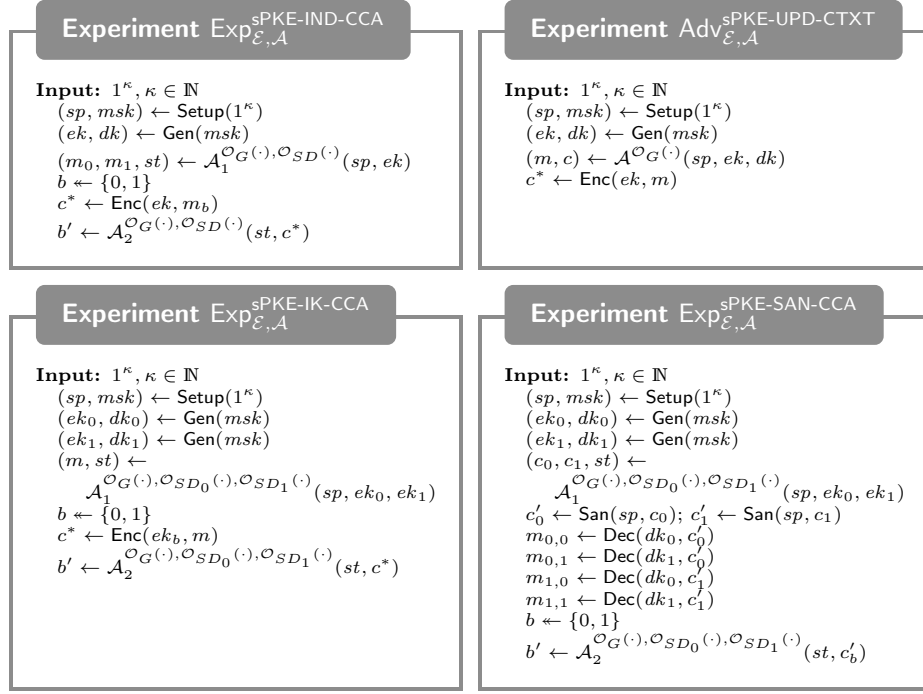 Experiment Exp^{sPKE-IND-CCA}_{ℰ,𝒜}
Input: 1^κ, κ ∈ ℕ
(sp, msk) ← Setup(1^κ)
(ek, dk) ← Gen(msk)
(m_0, m_1, st) ← 𝒜_1^{𝒪_G(·),𝒪_{SD}(·)}(sp, ek)
b ↞ {0, 1}
c^* ← Enc(ek, m_b)
b′ ← 𝒜_2^{𝒪_G(·),𝒪_{SD}(·)}(st, c^*)
Experiment Adv^{sPKE-UPD-CTXT}_{ℰ,𝒜}
Input: 1^κ, κ ∈ ℕ
(sp, msk) ← Setup(1^κ)
(ek, dk) ← Gen(msk)
(m, c) ← 𝒜^{𝒪_G(·)}(sp, ek, dk)
c^* ← Enc(ek, m)
Experiment Exp^{sPKE-IK-CCA}_{ℰ,𝒜}
Input: 1^κ, κ ∈ ℕ
(sp, msk) ← Setup(1^κ)
(ek_0, dk_0) ← Gen(msk)
(ek_1, dk_1) ← Gen(msk)
(m, st) ←
𝒜_1^{𝒪_G(·),𝒪_{SD_0}(·),𝒪_{SD_1}(·)}(sp, ek_0, ek_1)
b ↞ {0, 1}
c^* ← Enc(ek_b, m)
b′ ← 𝒜_2^{𝒪_G(·),𝒪_{SD_0}(·),𝒪_{SD_1}(·)}(st, c^*)
Experiment Exp^{sPKE-SAN-CCA}_{ℰ,𝒜}
Input: 1^κ, κ ∈ ℕ
(sp, msk) ← Setup(1^κ)
(ek_0, dk_0) ← Gen(msk)
(ek_1, dk_1) ← Gen(msk)
(c_0, c_1, st) ←
𝒜_1^{𝒪_G(·),𝒪_{SD_0}(·),𝒪_{SD_1}(·)}(sp, ek_0, ek_1)
c′_0 ← San(sp, c_0); c′_1 ← San(sp, c_1)
m_{0,0} ← Dec(dk_0, c′_0)
m_{0,1} ← Dec(dk_1, c′_0)
m_{1,0} ← Dec(dk_0, c′_1)
m_{1,1} ← Dec(dk_1, c′_1)
b ↞ {0, 1}
b′ ← 𝒜_2^{𝒪_G(·),𝒪_{SD_0}(·),𝒪_{SD_1}(·)}(st, c′_b)